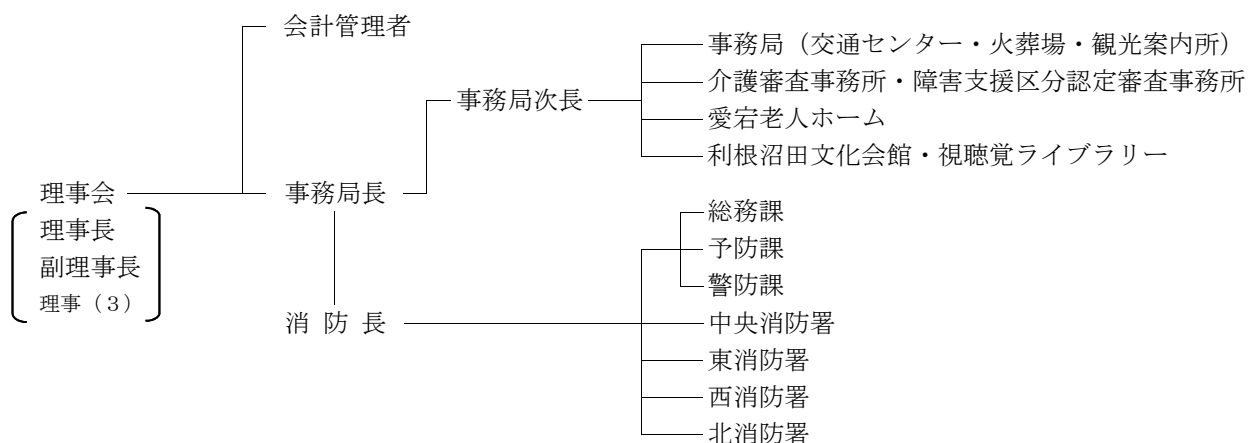 会計管理者
事務局（交通センター・火葬場・観光案内所）
介護審査事務所・障害支援区分認定審査事務所
事務局次長
愛宕老人ホーム
利根沼田文化会館・視聴覚ライブラリー
理事会
事務局長
理事長
副理事長
理事（３）
総務課
予防課
警防課
消 防 長
中央消防署
東消防署
西消防署
北消防署